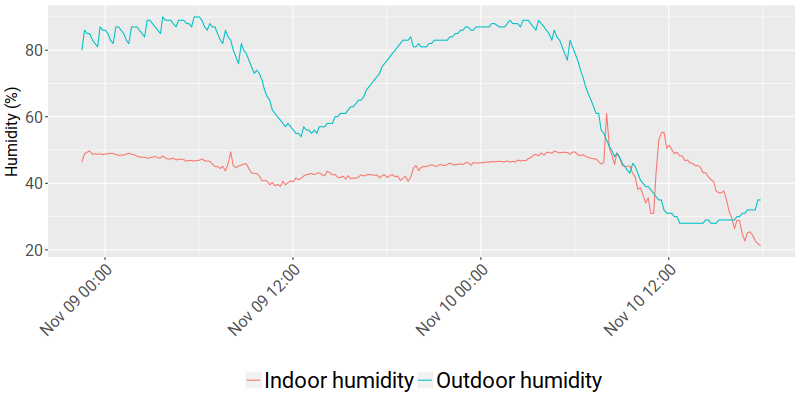 Humidity (%)
80
60
40
20
Nov 09 00:00
Nov 09 12:00
Nov 10 00:00
Nov 10 12:00
Indoor humidity
Outdoor humidity